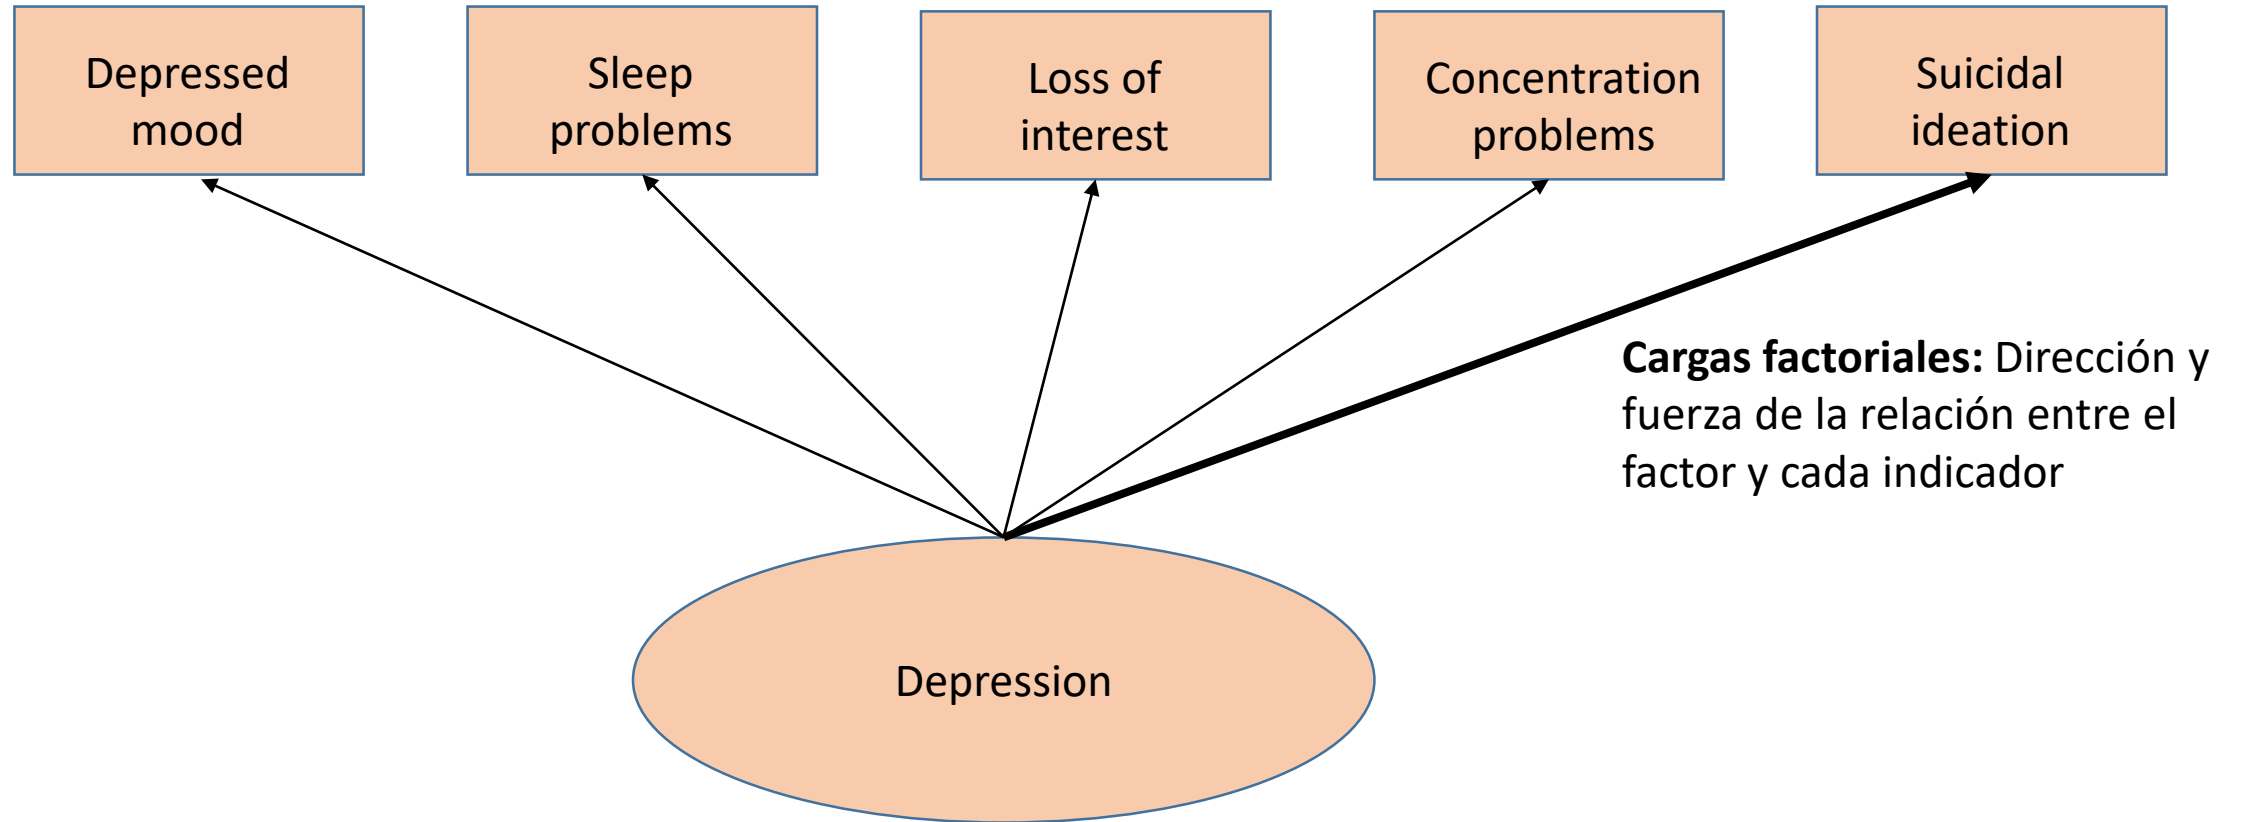 Depressed
mood
Sleep
problems
Loss of
interest
Concentration
problems
Suicidal
ideation
Cargas factoriales: Dirección y
fuerza de la relación entre el
factor y cada indicador
Depression